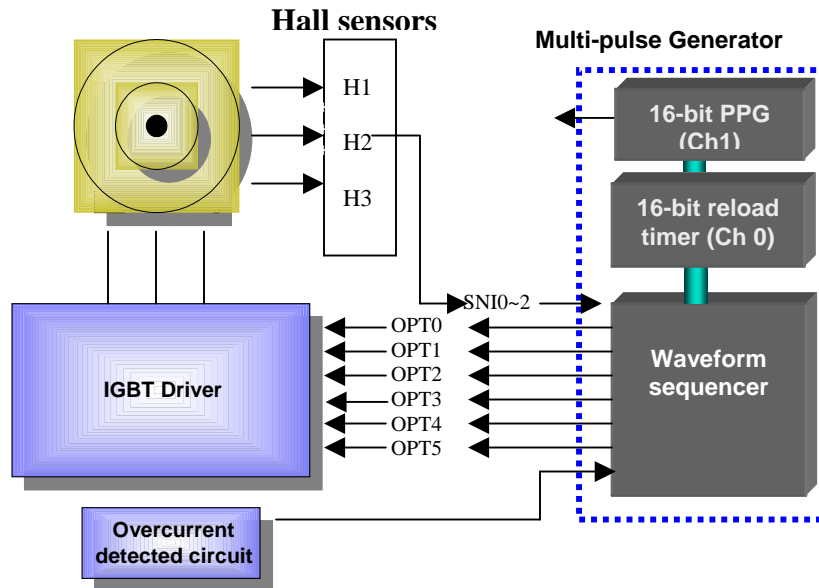 Hall sensors
Multi-pulse Generator
H1
H2
H3
16-bit PPG
(Ch1)
16-bit reload
timer (Ch 0)
SNI0~2
OPT0
OPT1
OPT2
OPT3
OPT4
OPT5
IGBT Driver
Waveform
sequencer
Overcurrent
detected circuit